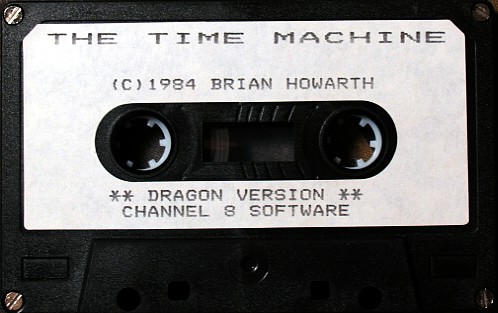 THE TIME MACHINE
(C)1984 BRIAN HOWARTH
** DRAGON VERSION **
CHANNEL 8 SOFTWARE